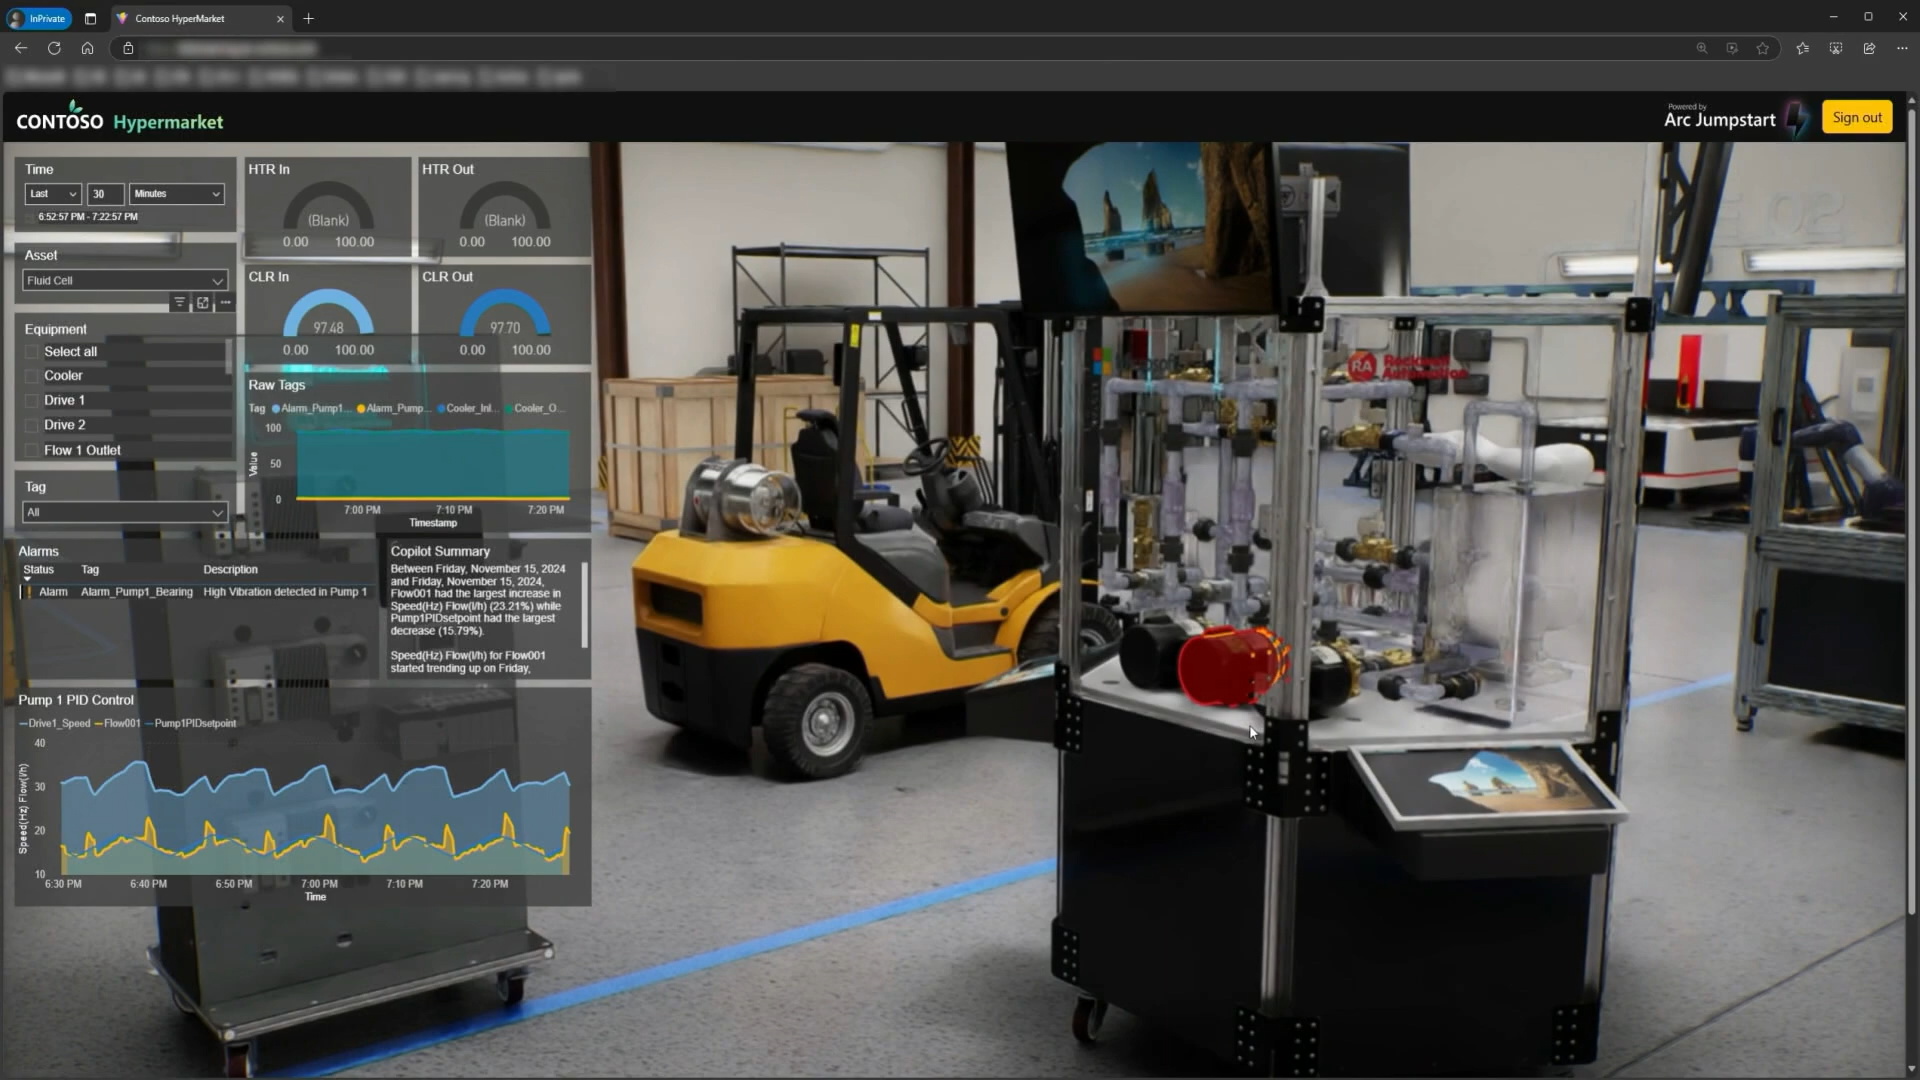 InPrivate
Contoso HyperMarket
CONTOSO Hypermarket
Powered by
Arc Jumpstart
Sign out
Time
Last 30 Minutes
6:52:57 PM - 7:22:57 PM
Asset
Fluid Cell
Equipment
Select all
Cooler
Drive 1
Drive 2
Flow 1 Outlet
Tag
All
HTR In
(Blank)
0.00 100.00
HTR Out
(Blank)
0.00 100.00
CLR In
97.48
0.00 100.00
CLR Out
97.70
0.00 100.00
Raw Tags
Tag Alarm_Pump1... Alarm_Pump... Cooler_Inl... Cooler_O...
100
50
0
Value
7:00 PM 7:10 PM 7:20 PM
Timestamp
Alarms
Status Tag Description
Alarm Alarm_Pump1_Bearing High Vibration detected in Pump 1
Copilot Summary
Between Friday, November 15, 2024
and Friday, November 15, 2024,
Flow001 had the largest increase in
Speed(Hz) Flow(l/h) (23.21%) while
Pump1PIDsetpoint had the largest
decrease (15.79%).
Speed(Hz) Flow(l/h) for Flow001
started trending up on Friday,
Pump 1 PID Control
Drive1_Speed Flow001 Pump1PIDsetpoint
40
30
20
10
Speed(Hz) Flow(l/h)
6:30 PM 6:40 PM 6:50 PM 7:00 PM 7:10 PM 7:20 PM
Time
RA Rockwell
Automation